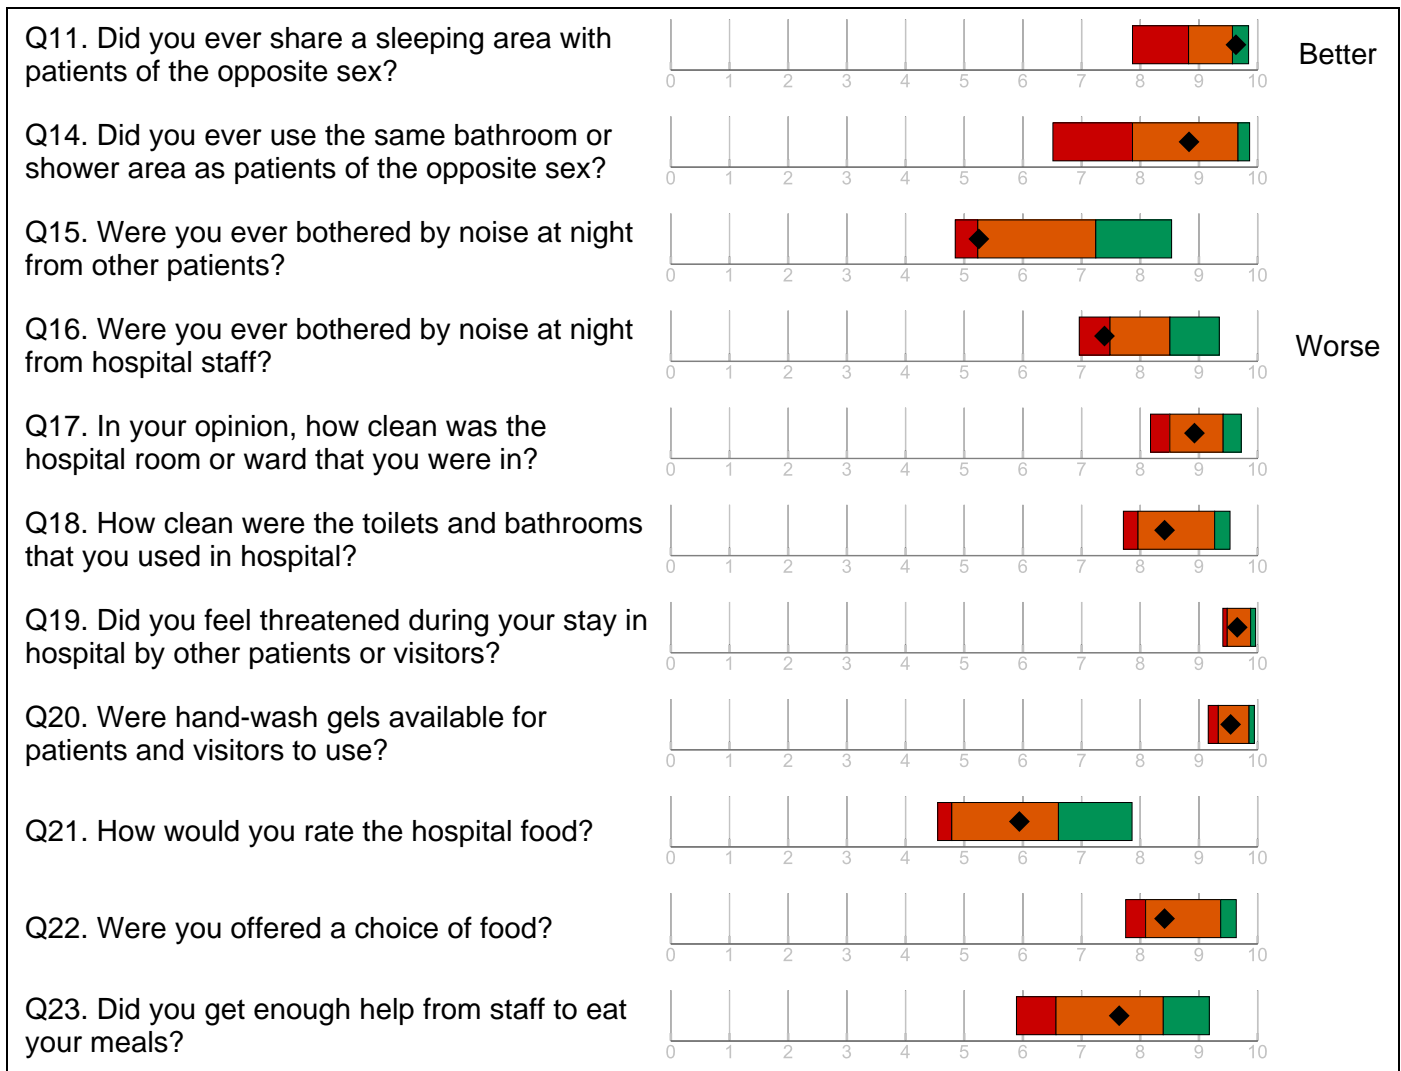 Q11. Did you ever share a sleeping area with
patients of the opposite sex?
0 1 2 3 4 5 6 7 8 9 10
Better
Q14. Did you ever use the same bathroom or
shower area as patients of the opposite sex?
0 1 2 3 4 5 6 7 8 9 10
Q15. Were you ever bothered by noise at night
from other patients?
0 1 2 3 4 5 6 7 8 9 10
Q16. Were you ever bothered by noise at night
from hospital staff?
0 1 2 3 4 5 6 7 8 9 10
Worse
Q17. In your opinion, how clean was the
hospital room or ward that you were in?
0 1 2 3 4 5 6 7 8 9 10
Q18. How clean were the toilets and bathrooms
that you used in hospital?
0 1 2 3 4 5 6 7 8 9 10
Q19. Did you feel threatened during your stay in
hospital by other patients or visitors?
0 1 2 3 4 5 6 7 8 9 10
Q20. Were hand-wash gels available for
patients and visitors to use?
0 1 2 3 4 5 6 7 8 9 10
Q21. How would you rate the hospital food?
0 1 2 3 4 5 6 7 8 9 10
Q22. Were you offered a choice of food?
0 1 2 3 4 5 6 7 8 9 10
Q23. Did you get enough help from staff to eat
your meals?
0 1 2 3 4 5 6 7 8 9 10